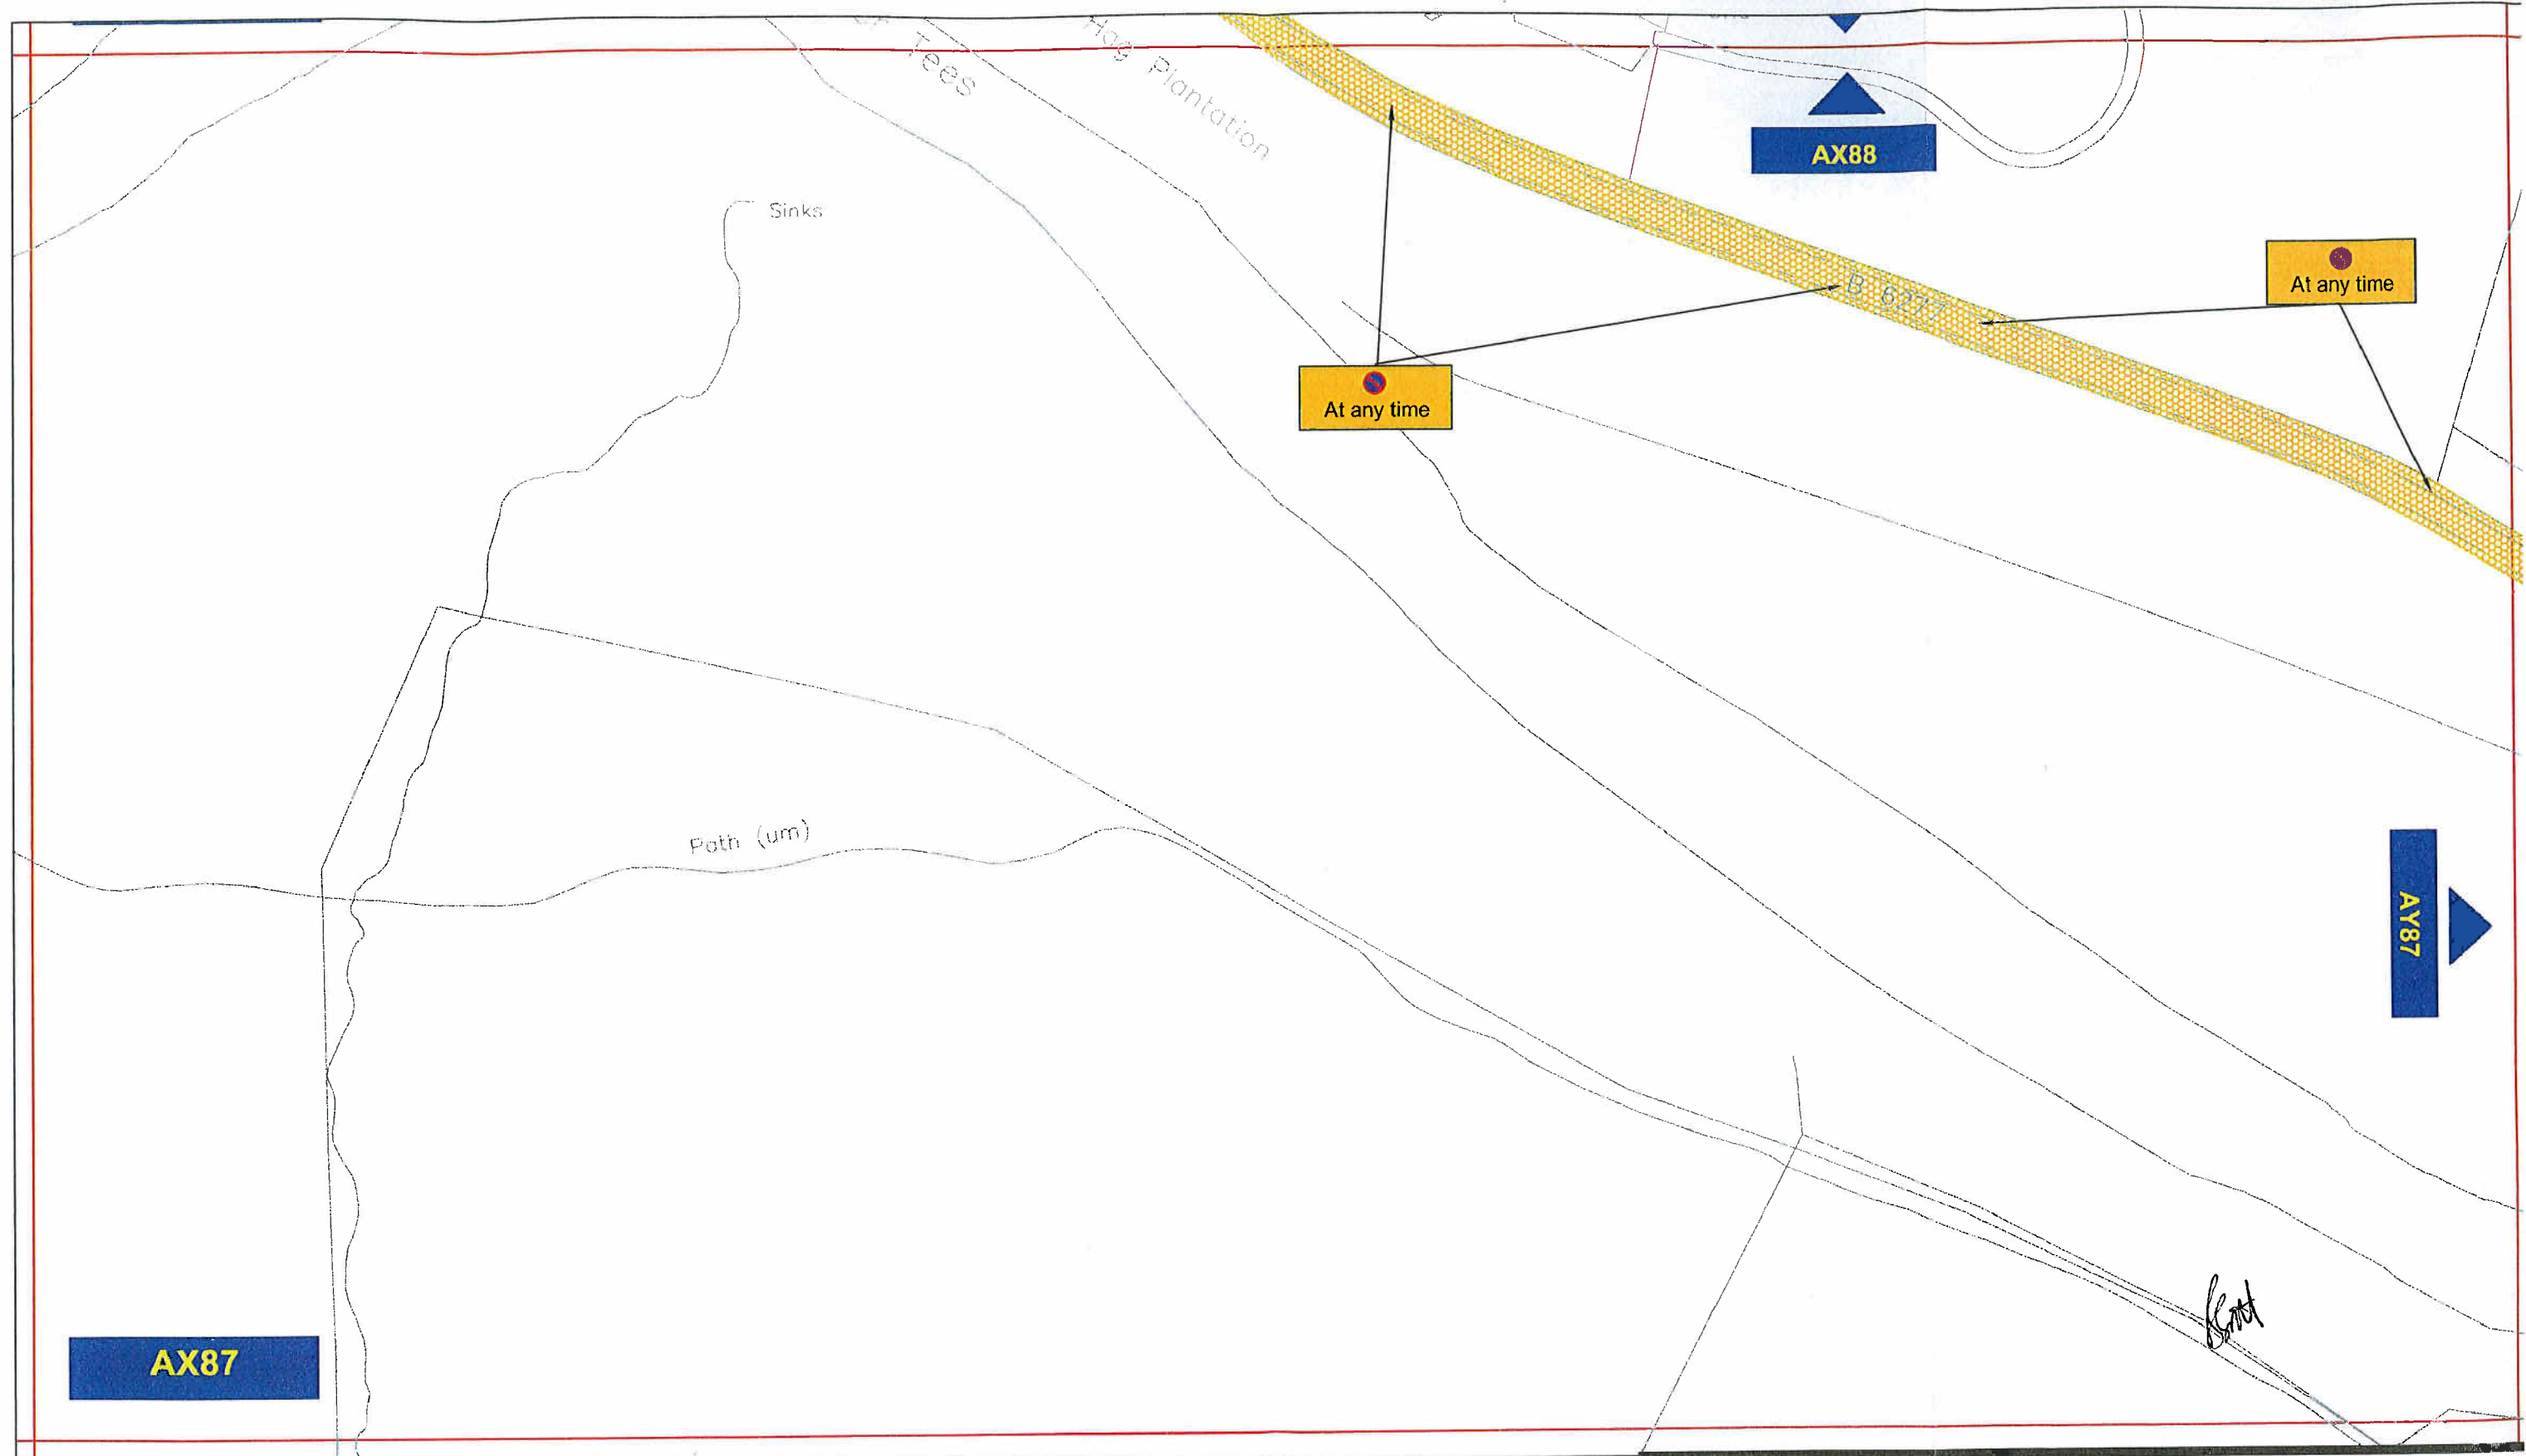 Tees
Hag Plantation
AX88
Sinks
B 6277
At any time
At any time
Path (um)
AY87
AX87